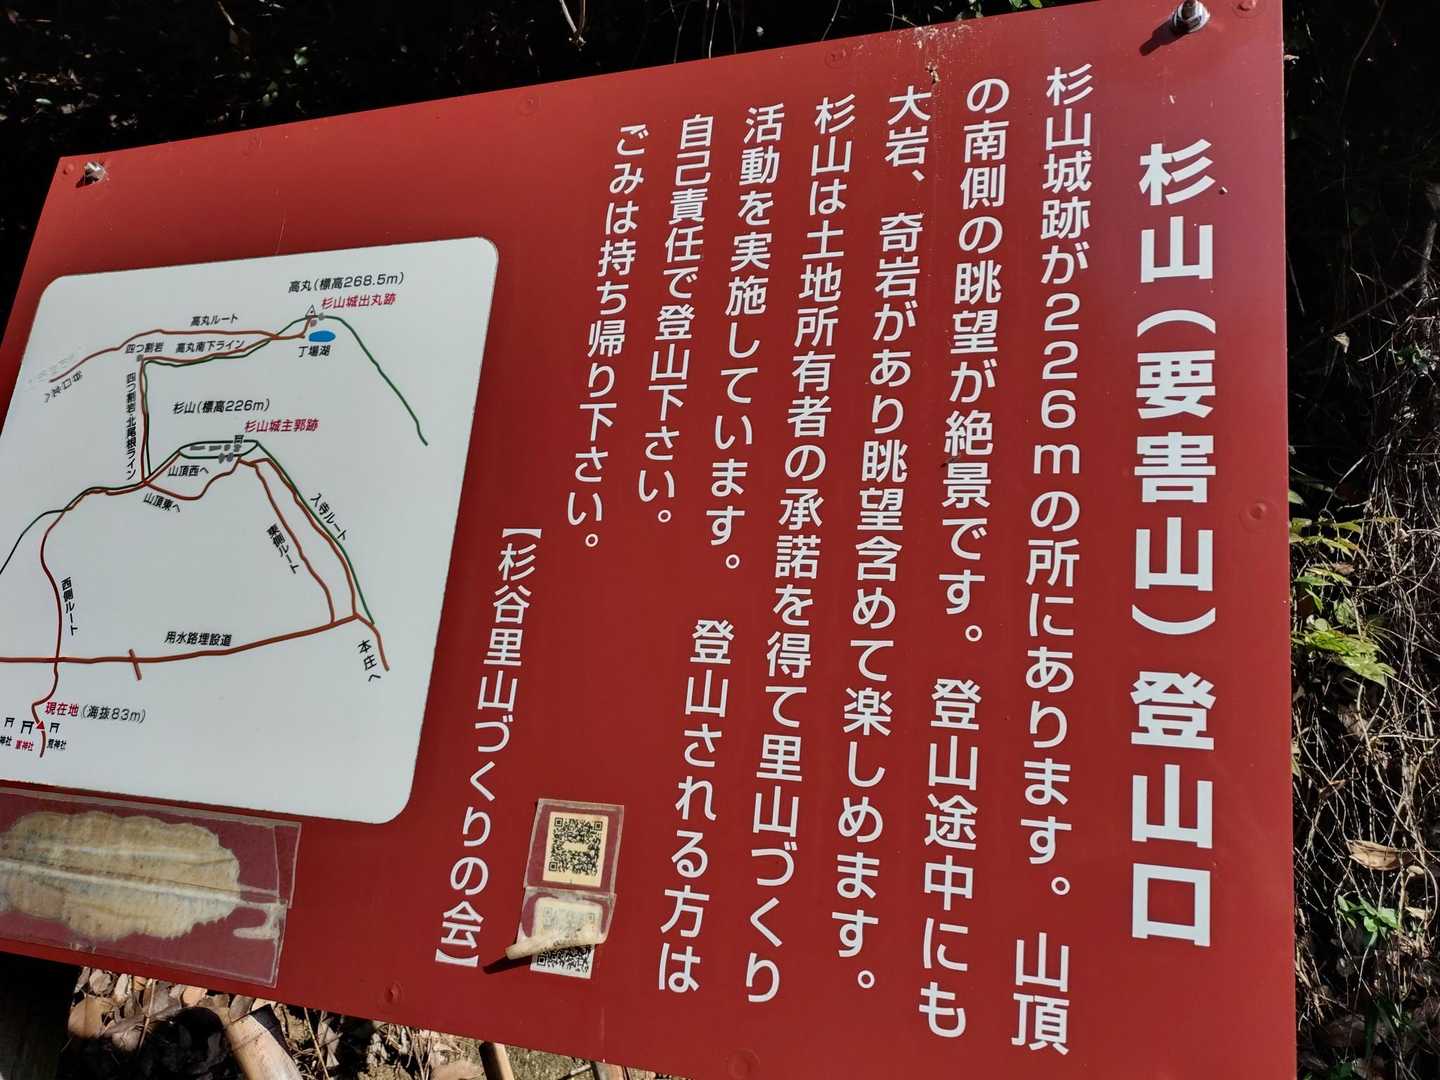 杉山（要害山）登山口
杉山城跡が226mの所にあります。山頂
の南側の眺望が絶景です。登山途中にも
大岩、奇岩があり眺望含めて楽しめます。
杉山は土地所有者の承諾を得て里山づくり
活動を実施しています。登山される方は
自己責任で登山下さい。
ごみは持ち帰り下さい。
【杉谷里山づくりの会】
高丸（標高268.5m）
杉山城出丸跡
高丸ルート
四つ割岩
高丸南下ライン
丁場湖
四つ割岩・北尾根ライン
杉山（標高226m）
杉山城主郭跡
山頂西へ
山頂東へ
入寺ルート
東側ルート
西側ルート
用水路埋設道
本庄へ
現在地（海抜83m）